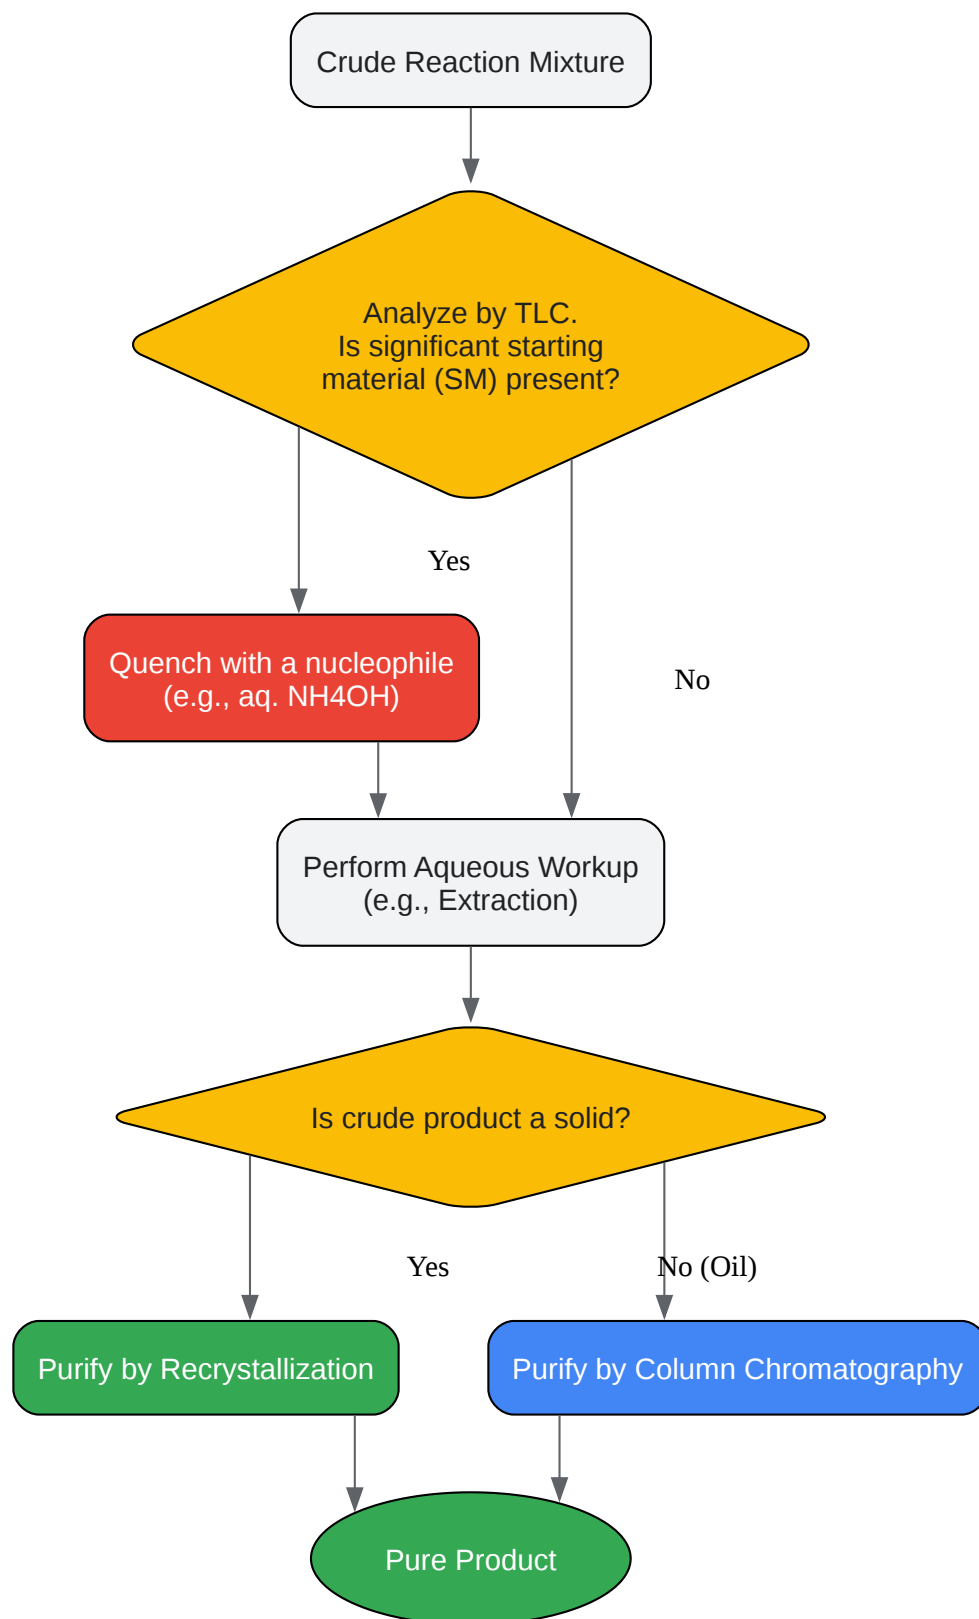 Crude Reaction Mixture
Analyze by TLC.
Is significant starting
material (SM) present?
Yes
Quench with a nucleophile
(e.g., aq. NH4OH)
No
Perform Aqueous Workup
(e.g., Extraction)
Is crude product a solid?
Yes
No (Oil)
Purify by Recrystallization
Purify by Column Chromatography
Pure Product